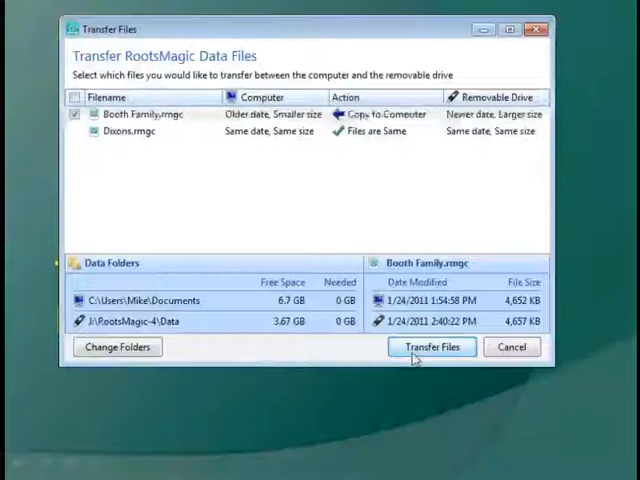 Transfer Files
Transfer RootsMagic Data Files
Select which files you would like to transfer between the computer and the removable drive
Filename Computer Action Removable Drive
Booth Family.rmgc Older date, Smaller size Copy to Computer Newer date, Larger size
Dixons.rmgc Same date, Same size Files are Same Same date, Same size
Data Folders Booth Family.rmgc
Free Space Needed Date Modified File Size
C:\Users\Mike\Documents 6.7 GB 0 GB 1/24/2011 1:54:58 PM 4,652 KB
J:\RootsMagic-4\Data 3.67 GB 0 GB 1/24/2011 2:40:22 PM 4,657 KB
Change Folders Transfer Files Cancel